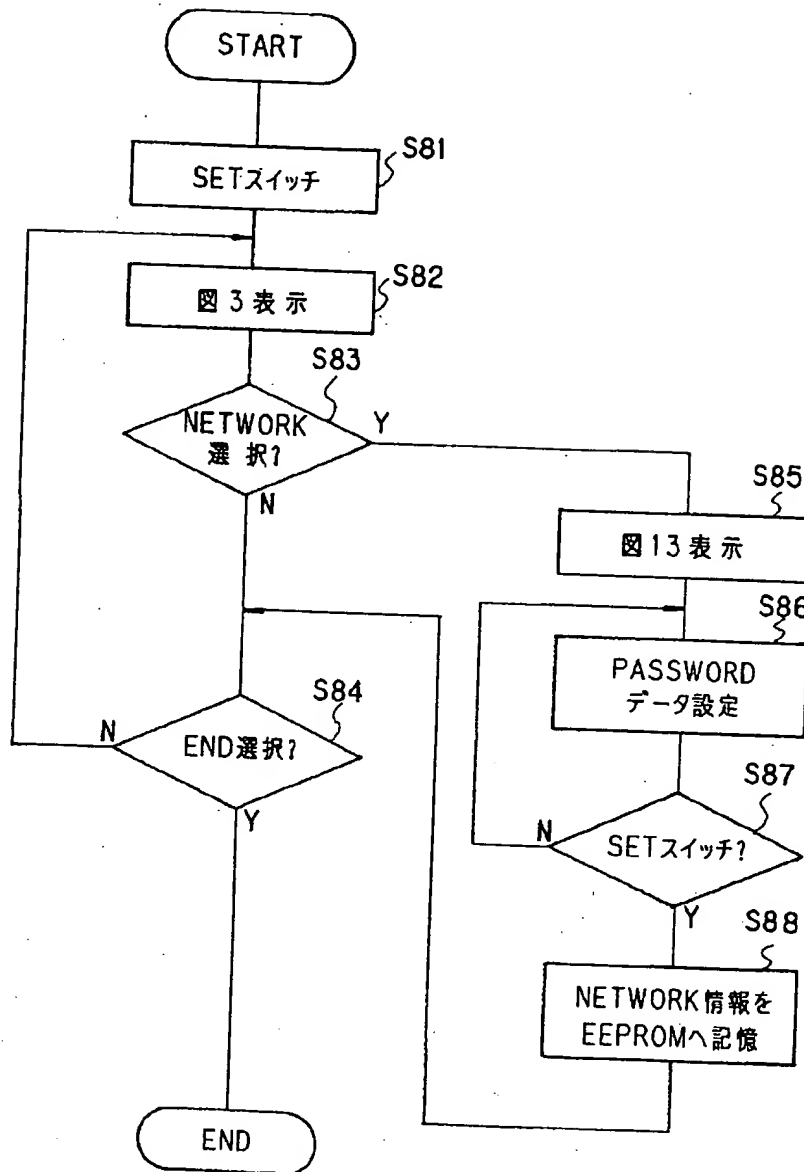 START
S81
SETスイッチ
S82
図3表示
S83
NETWORK
選択?
Y
N
S85
図13表示
S86
PASSWORD
データ設定
S84
END選択?
N
Y
S87
SETスイッチ?
N
Y
S88
NETWORK情報を
EEPROMへ記憶
END